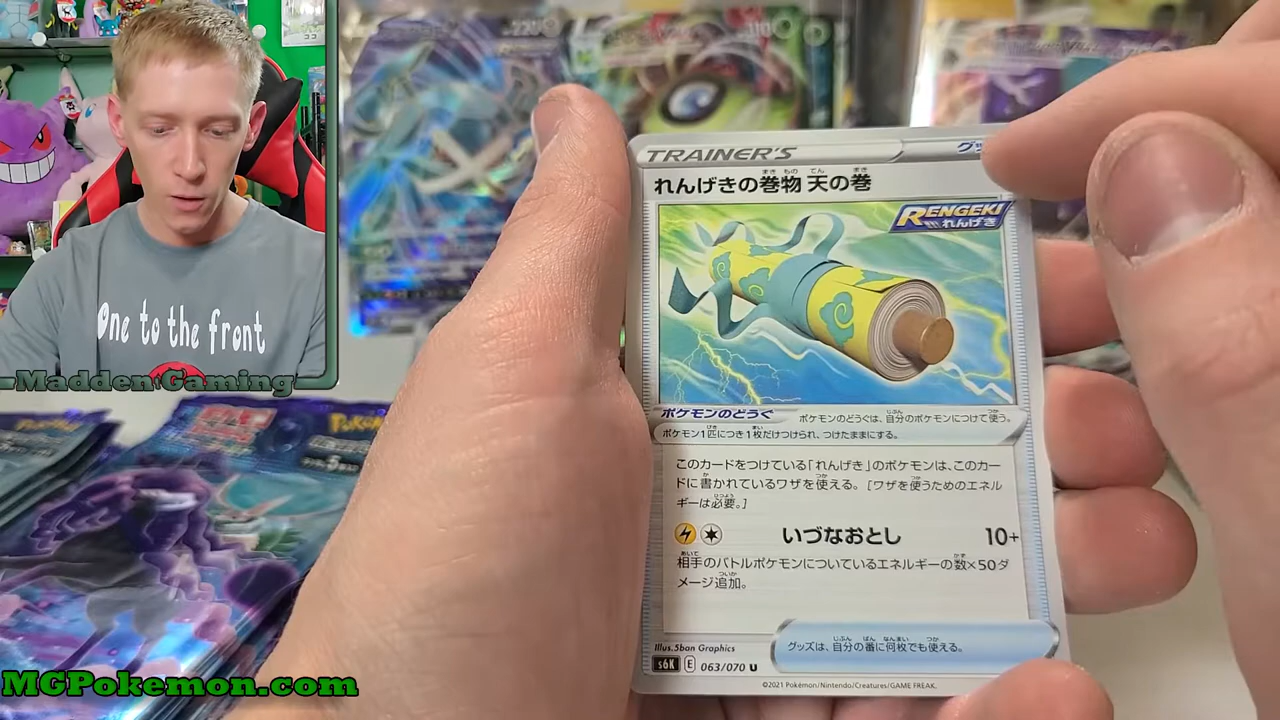 One to the front
Madden Gaming
MGPokemon.com
220
310
TRAINER'S
れんげきの巻物 天の巻
RENGEKI
れんげき
ポケモンのどうぐ ポケモンのどうぐは、自分のポケモンにつけて使う。
ポケモン1匹につき1枚だけつけられ、つけたままにする。
このカードをつけている「れんげき」のポケモンは、このカー
ドに書かれているワザを使える。[ワザを使うためのエネル
ギーは必要。]
いづなおとし 10+
相手のバトルポケモンについているエネルギーの数×50ダ
メージ追加。
グッズは、自分の番に何枚でも使える。
Illus.5ban Graphics
s6K E 063/070 U
©2021 Pokémon/Nintendo/Creatures/GAME FREAK.